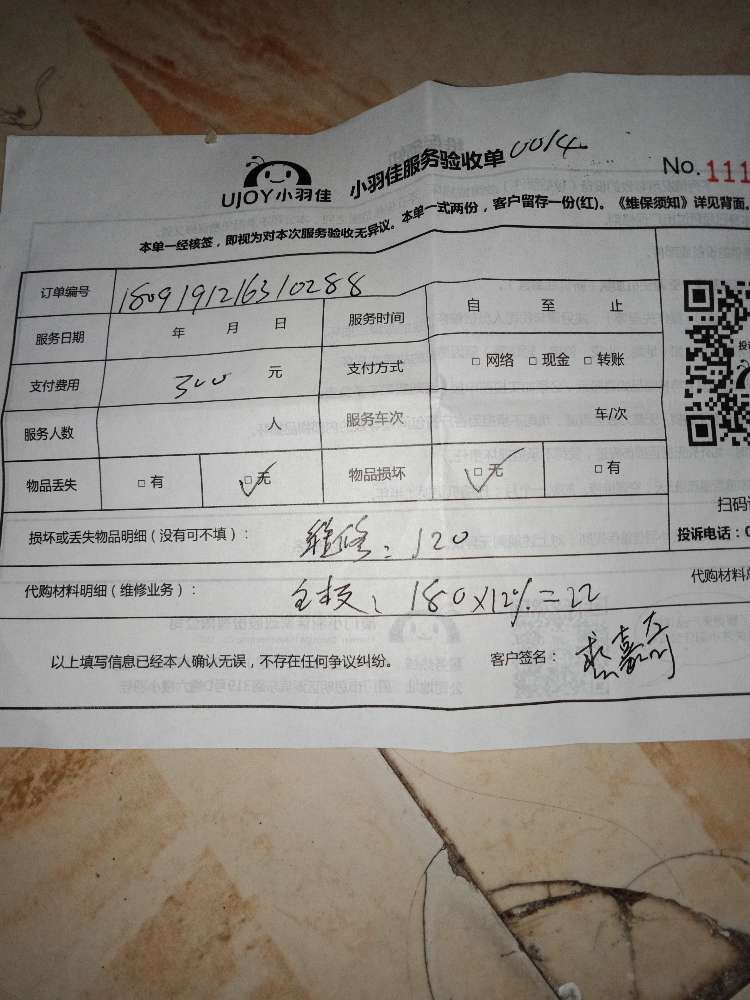 UJOY小羽佳 小羽佳服务验收单 0014 No. 111
本单一经核签，即视为对本次服务验收无异议。本单一式两份，客户留存一份(红)。《维保须知》详见背面。
订单编号 1809191216310288
服务日期 年 月 日 服务时间 自 至 止
支付费用 300 元 支付方式 □ 网络 □ 现金 □ 转账
服务人数 人 服务车次 车/次
物品丢失 □ 有 □ 无 物品损坏 □ 无 □ 有
扫码
损坏或丢失物品明细（没有可不填）： 维修：120
投诉电话：0
代购材料明细（维修业务）： 主板：180×12%=22
代购材料
以上填写信息已经本人确认无误，不存在任何争议纠纷。 客户签名：